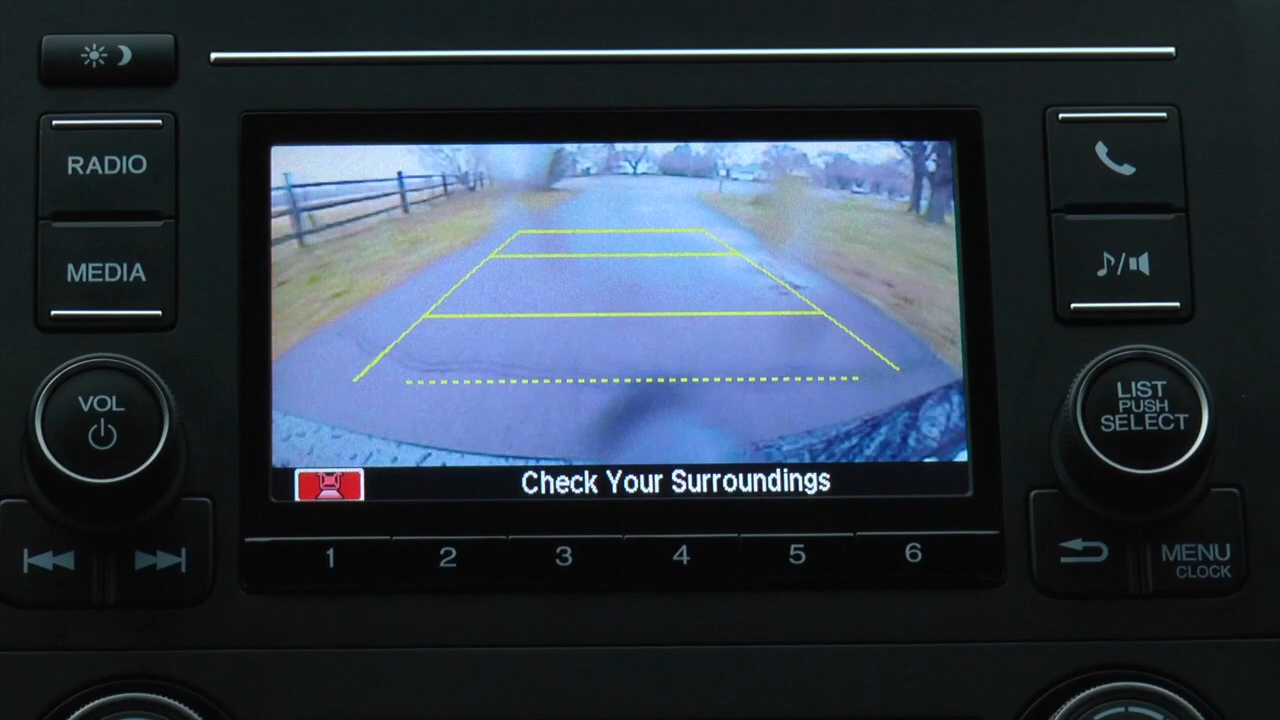 RADIO
MEDIA
VOL
Check Your Surroundings
1 2 3 4 5 6
LIST
PUSH
SELECT
MENU
CLOCK